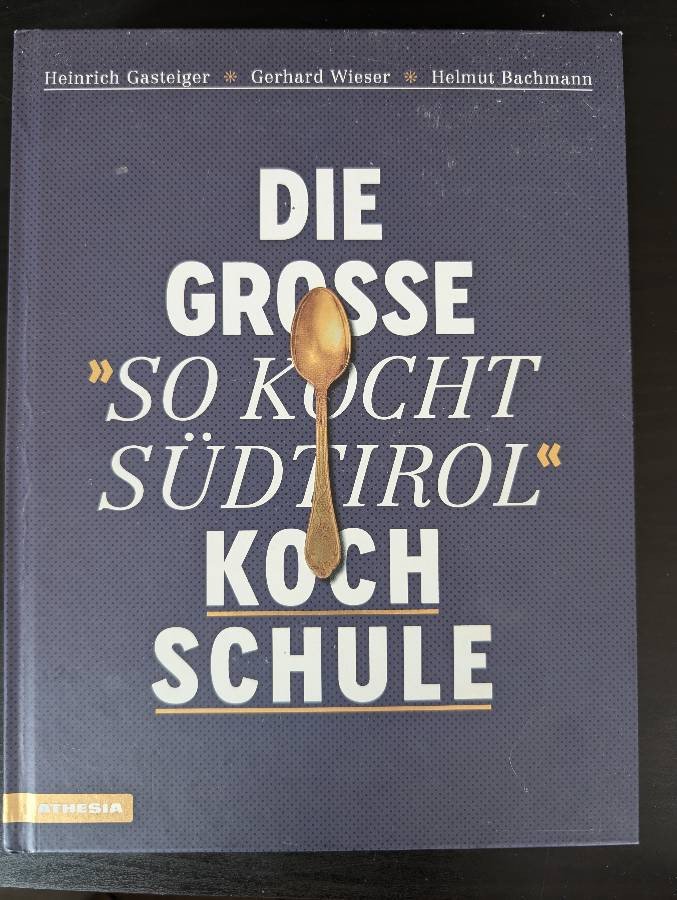 Heinrich Gasteiger * Gerhard Wieser * Helmut Bachmann
DIE
GROSSE
»SO KOCHT
SÜDTIROL«
KOCH
SCHULE
ATHESIA